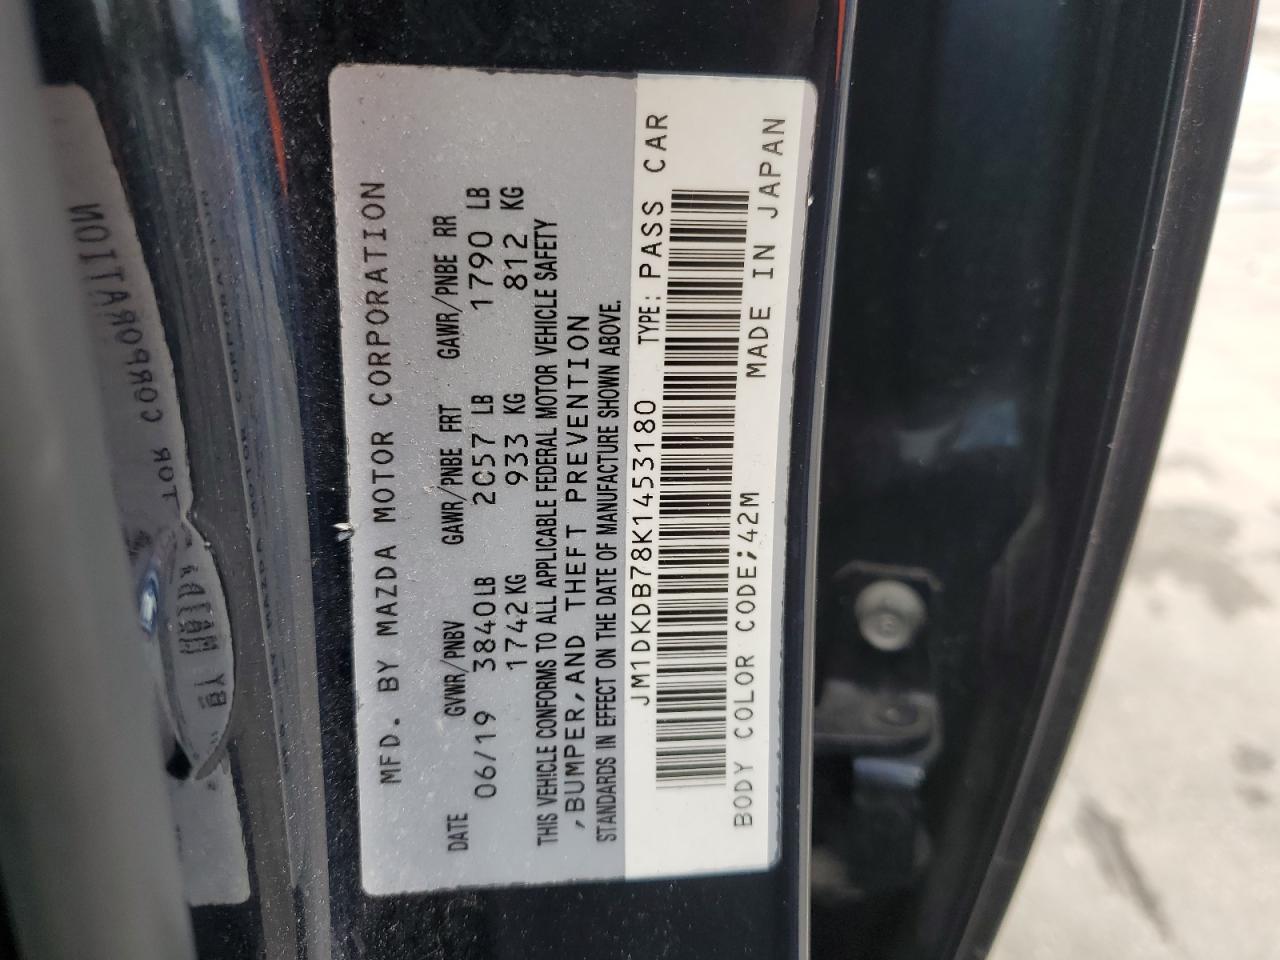 MFD. BY MAZDA MOTOR CORPORATION
DATE GVWR/PNBV GAWR/PNBE FRT GAWR/PNBE RR
06/19 3840LB 2057 LB 1790 LB
1742KG 933 KG 812 KG
THIS VEHICLE CONFORMS TO ALL APPLICABLE FEDERAL MOTOR VEHICLE SAFETY
,BUMPER,AND THEFT PREVENTION
STANDARDS IN EFFECT ON THE DATE OF MANUFACTURE SHOWN ABOVE.
JM1DKDB78K1453180 TYPE: PASS CAR
BODY COLOR CODE;42M MADE IN JAPAN